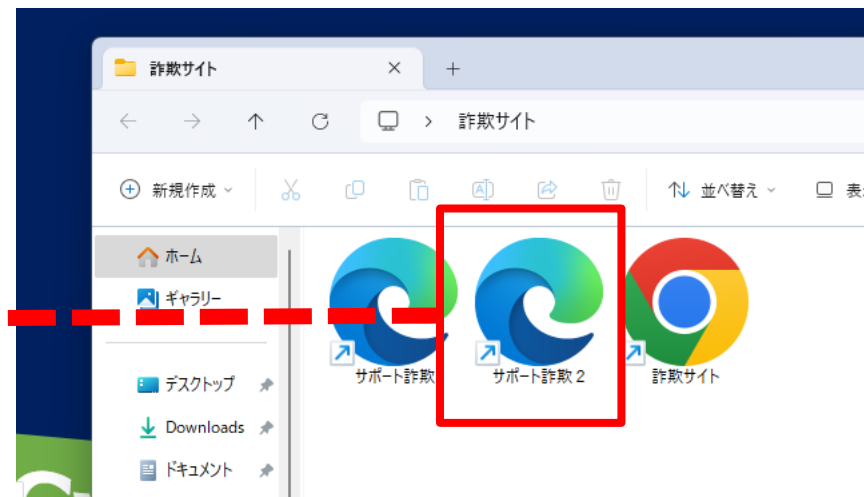 詐欺サイト
詐欺サイト
新規作成
並べ替え
表
ホーム
ギャラリー
デスクトップ
Downloads
ドキュメント
サポート詐欺
サポート詐欺 2
詐欺サイト